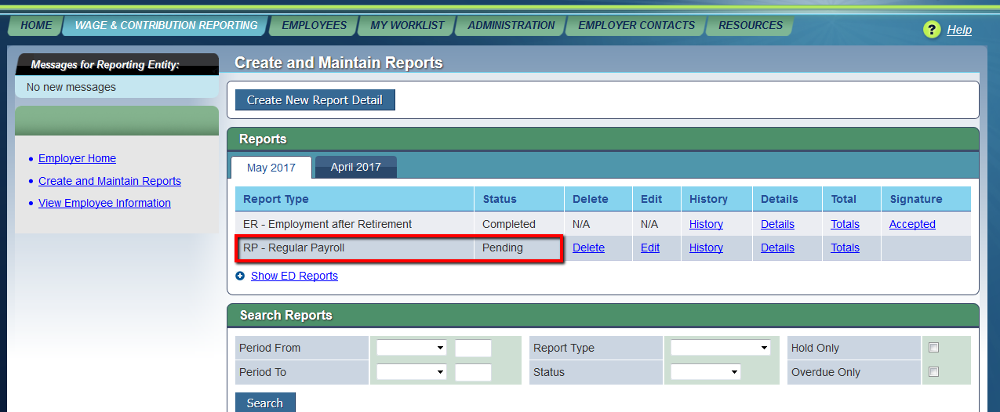 HOME WAGE & CONTRIBUTION REPORTING EMPLOYEES MY WORKLIST ADMINISTRATION EMPLOYER CONTACTS RESOURCES ? Help
Messages for Reporting Entity:
No new messages
Employer Home
Create and Maintain Reports
View Employee Information
Create and Maintain Reports
Create New Report Detail
Reports
May 2017 April 2017
Report Type Status Delete Edit History Details Total Signature
ER - Employment after Retirement Completed N/A N/A History Details Totals Accepted
RP - Regular Payroll Pending Delete Edit History Details Totals
Show ED Reports
Search Reports
Period From Report Type Hold Only
Period To Status Overdue Only
Search